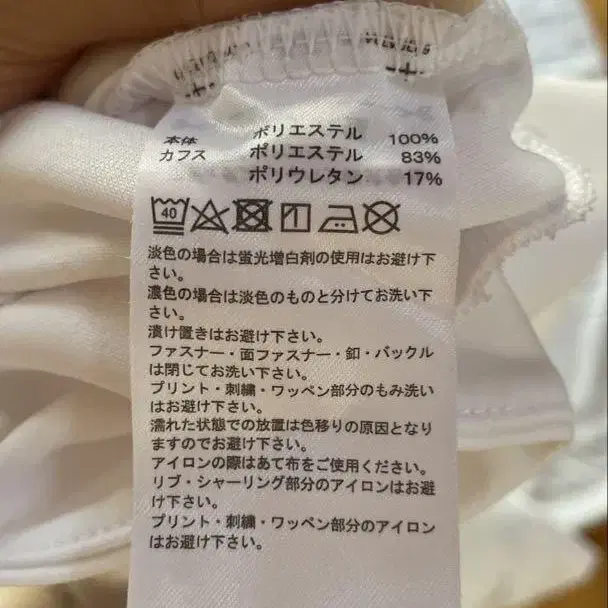 本体 ポリエステル 100%
カフス ポリエステル 83%
ポリウレタン 17%
40
淡色の場合は蛍光増白剤の使用はお避け下
さい。
濃色の場合は淡色のものと分けてお洗い下
さい。
漬け置きはお避け下さい。
ファスナー・面ファスナー・釦・バックル
は閉じてお洗い下さい。
プリント・刺繍・ワッペン部分のもみ洗い
はお避け下さい。
濡れた状態での放置は色移りの原因となり
ますのでお避け下さい。
アイロンの際はあて布をご使用ください。
リブ・シャーリング部分のアイロンはお避
け下さい。
プリント・刺繍・ワッペン部分のアイロン
はお避け下さい。